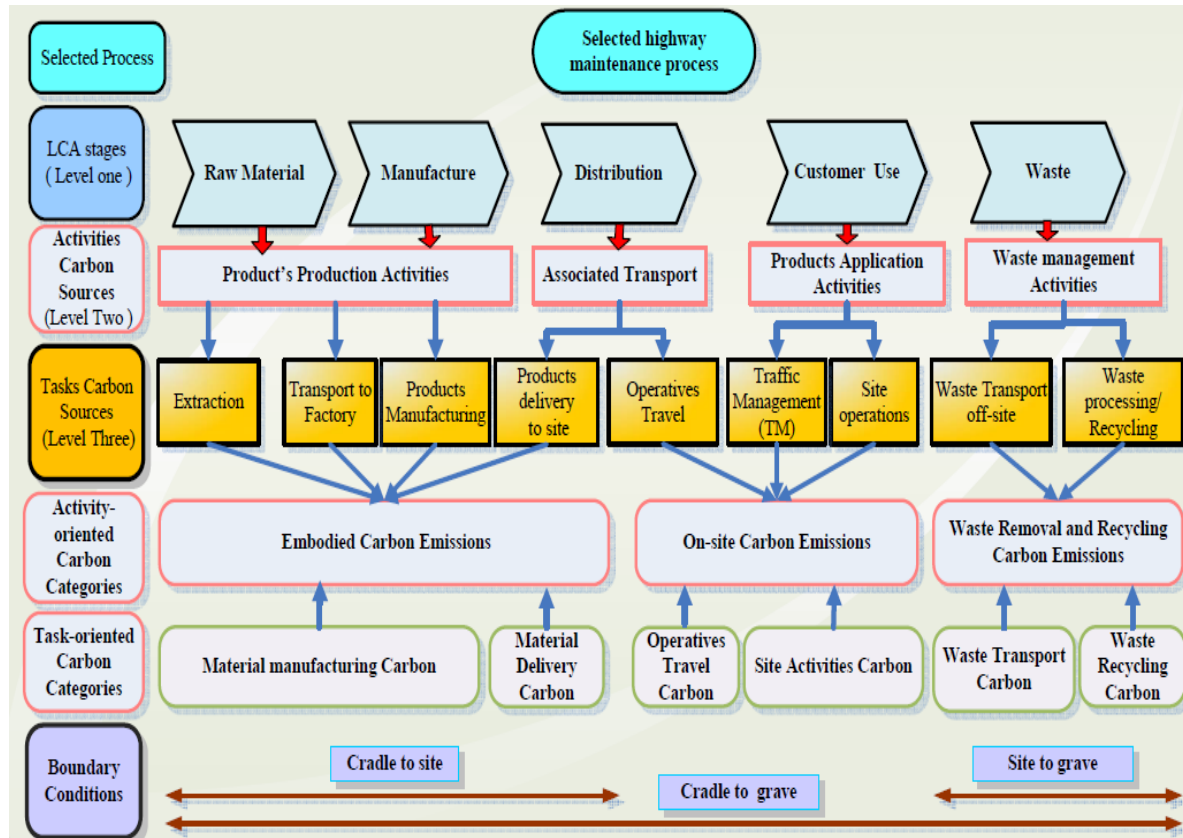 Selected Process
Selected highway
maintenance process
LCA stages
( Level one )
Raw Material
Manufacture
Distribution
Customer Use
Waste
Activities
Carbon
Sources
(Level Two )
Product's Production Activities
Associated Transport
Products Application
Activities
Waste management
Activities
Tasks Carbon
Sources
(Level Three)
Extraction
Transport to
Factory
Products
Manufacturing
Products
delivery
to site
Operatives
Travel
Traffic
Management
(TM)
Site
operations
Waste Transport
off-site
Waste
processing/
Recycling
Activity-
oriented
Carbon
Categories
Embodied Carbon Emissions
On-site Carbon Emissions
Waste Removal and Recycling
Carbon Emissions
Task-oriented
Carbon
Categories
Material manufacturing Carbon
Material
Delivery
Carbon
Operatives
Travel
Carbon
Site Activities Carbon
Waste Transport
Carbon
Waste
Recycling
Carbon
Boundary
Conditions
Cradle to site
Cradle to grave
Site to grave